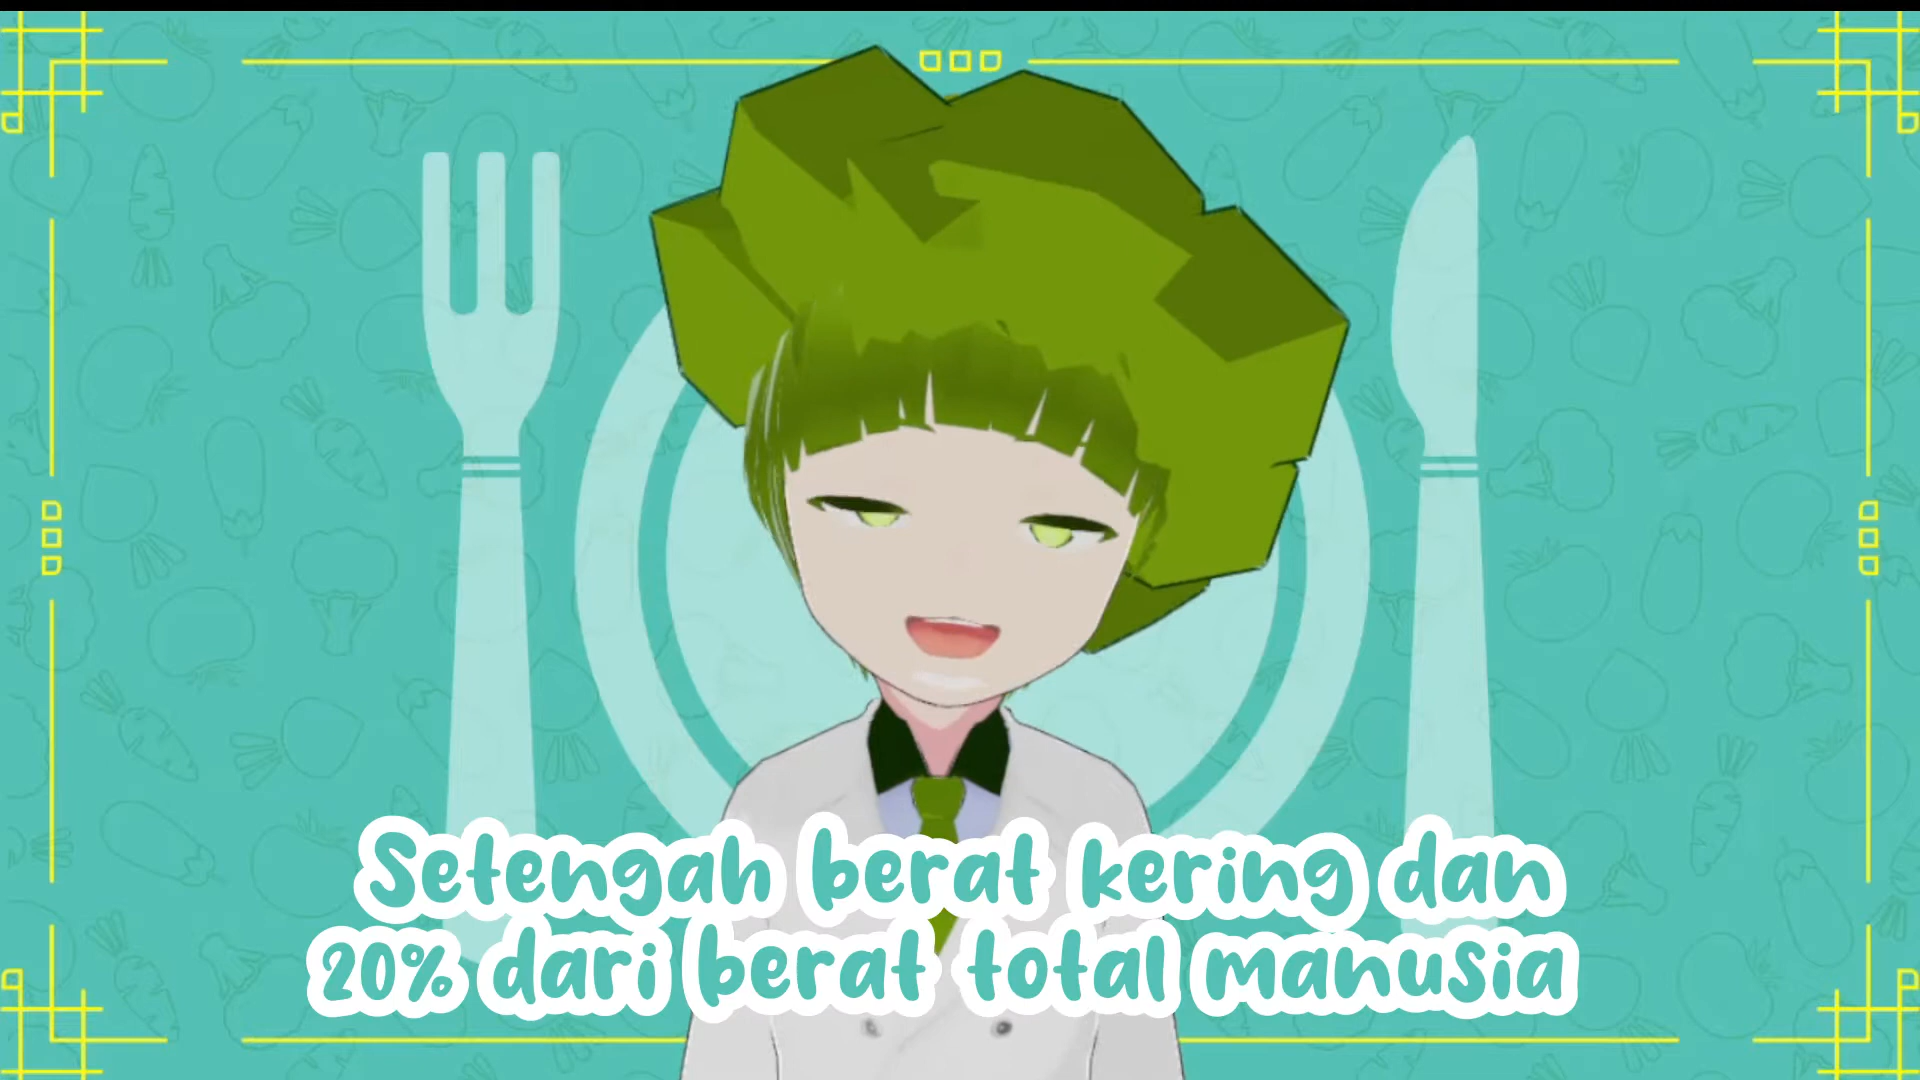 Setengah berat kering dan
20% dari berat total manusia